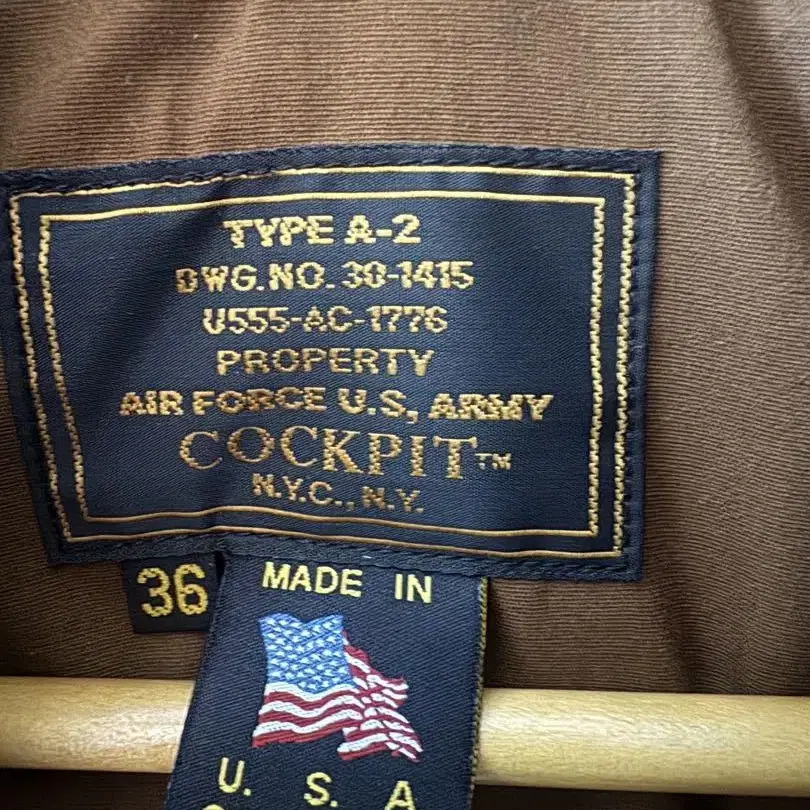 TYPE A-2
DWG.NO. 30-1415
U555-AC-1776
PROPERTY
AIR FORCE U.S, ARMY
COCKPIT™
N.Y.C., N.Y.
36
MADE IN
U. S. A